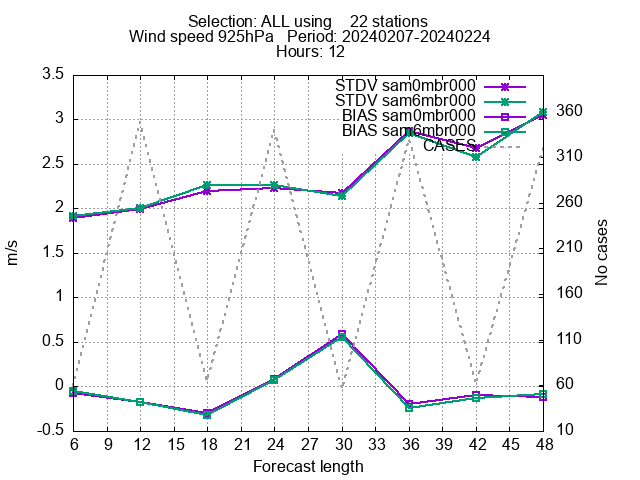 Selection: ALL using 22 stations
Wind speed 925hPa Period: 20240207-20240224
Hours: 12
STDV sam0mbr000
STDV sam6mbr000
BIAS sam0mbr000
BIAS sam6mbr000
CASES
3.5
3
2.5
2
1.5
1
0.5
0
-0.5
m/s
360
310
260
210
160
110
60
10
No cases
6 9 12 15 18 21 24 27 30 33 36 39 42 45 48
Forecast length